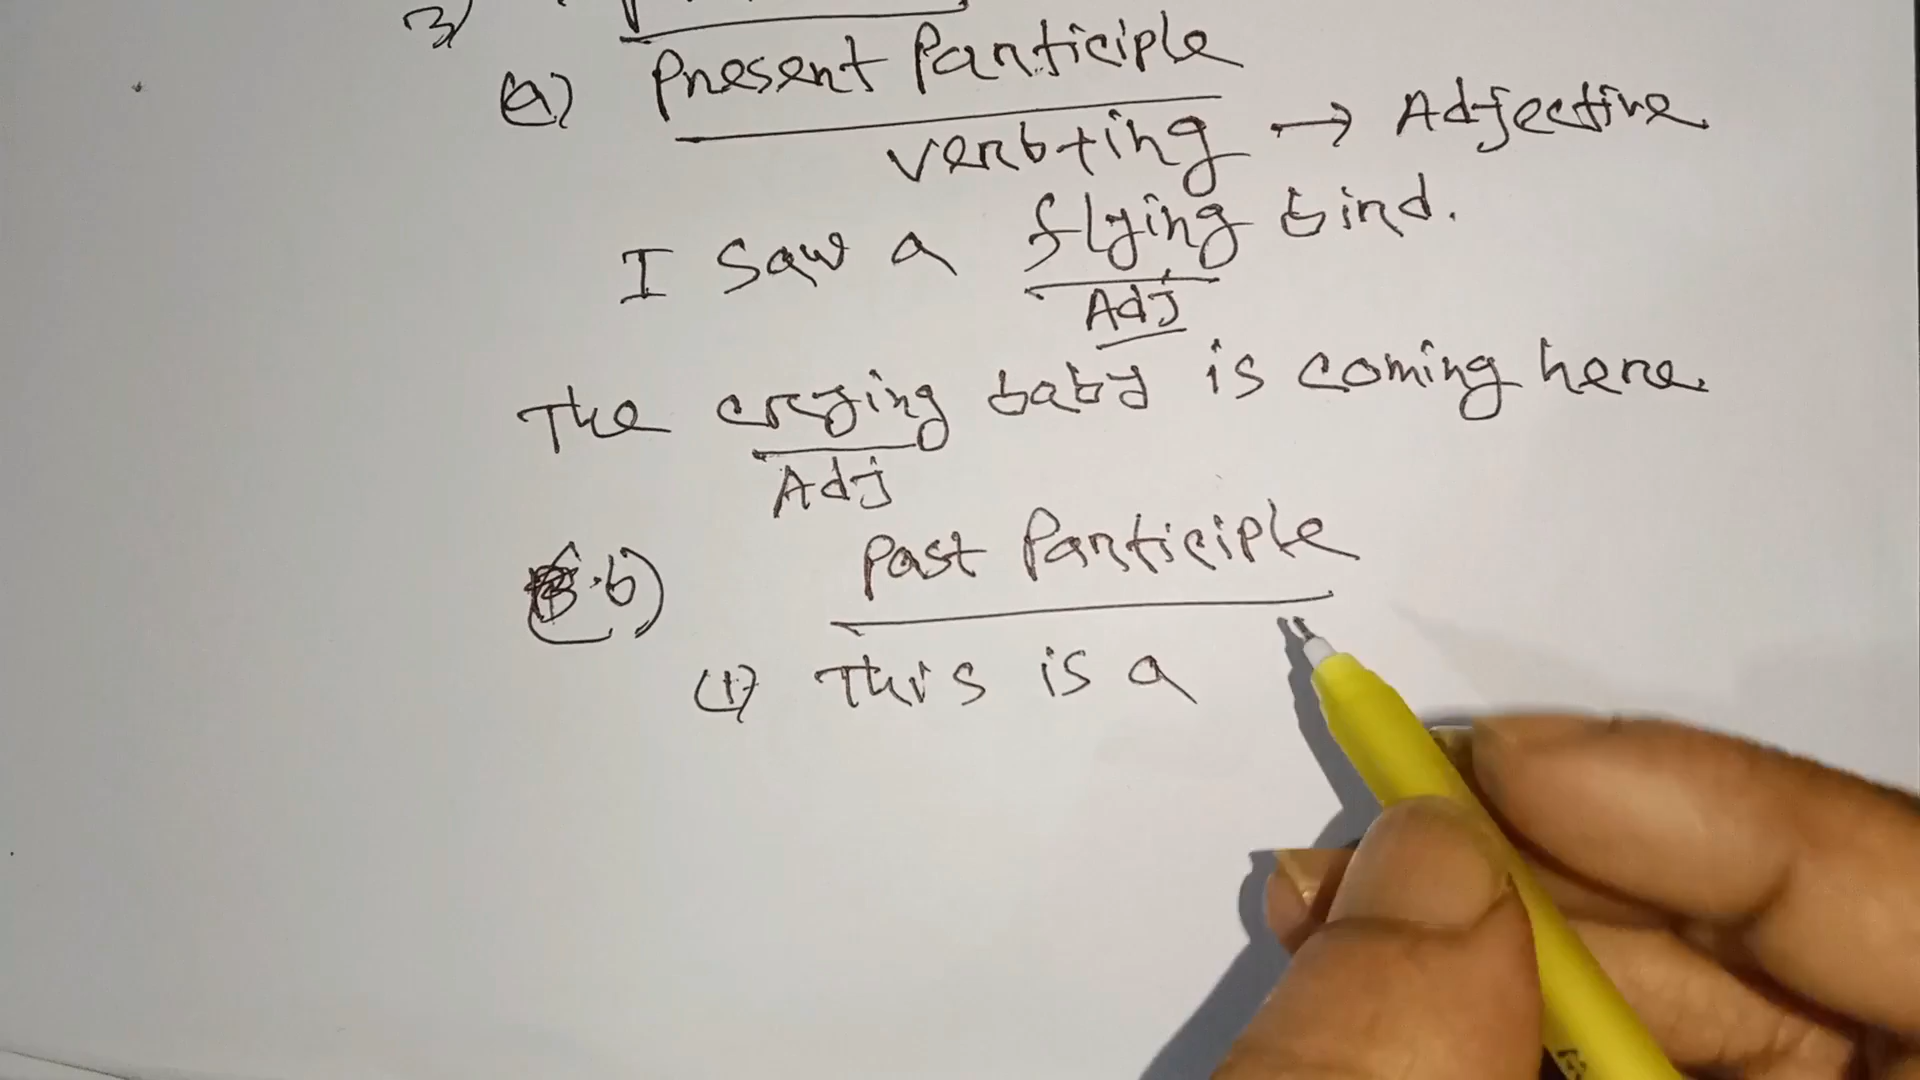 3)
(a) Present Participle
verb+ing → Adjective
I saw a flying bird.
Adj
The crying baby is coming here.
Adj
b) Past Participle
(1) This is a